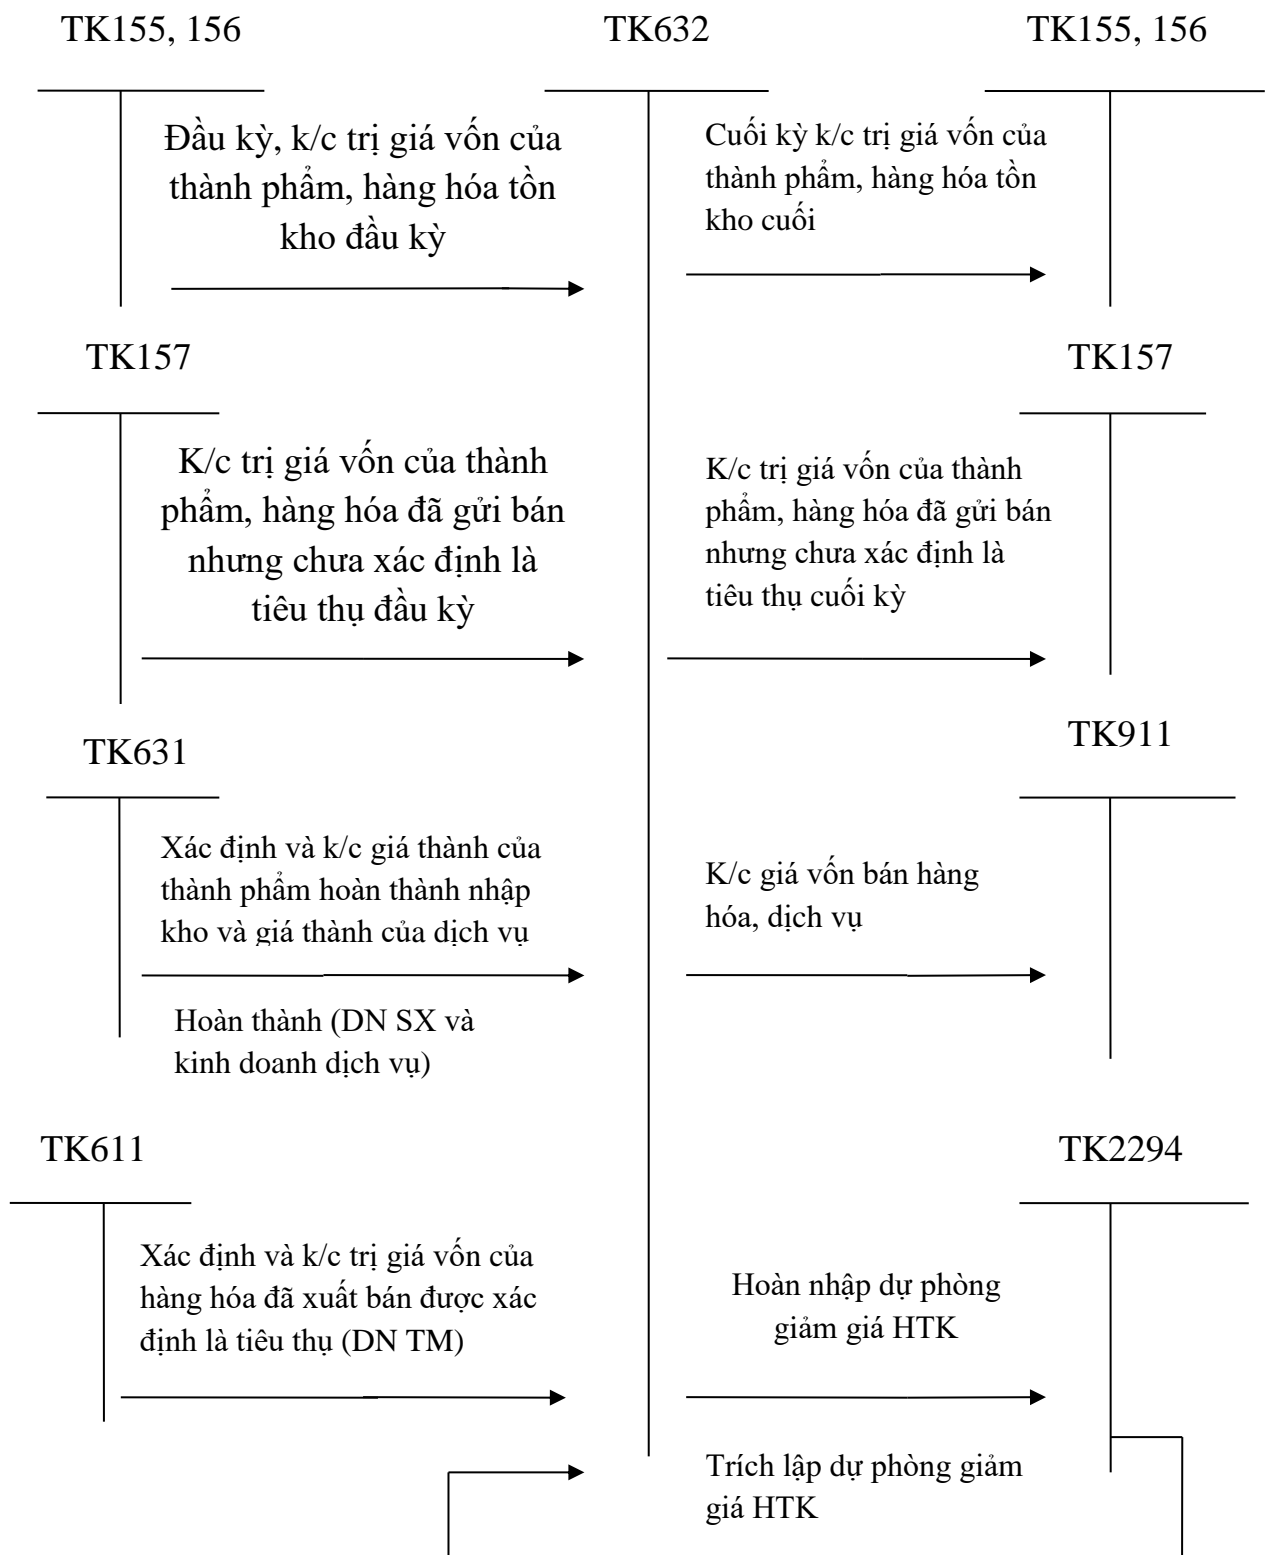 TK155, 156
TK632
TK155, 156
Đầu kỳ, k/c trị giá vốn của
thành phẩm, hàng hóa tồn
kho đầu kỳ
Cuối kỳ k/c trị giá vốn của
thành phẩm, hàng hóa tồn
kho cuối
TK157
TK157
K/c trị giá vốn của thành
phẩm, hàng hóa đã gửi bán
nhưng chưa xác định là
tiêu thụ đầu kỳ
K/c trị giá vốn của thành
phẩm, hàng hóa đã gửi bán
nhưng chưa xác định là
tiêu thụ cuối kỳ
TK631
TK911
Xác định và k/c giá thành của
thành phẩm hoàn thành nhập
kho và giá thành của dịch vụ
K/c giá vốn bán hàng
hóa, dịch vụ
Hoàn thành (DN SX và
kinh doanh dịch vụ)
TK611
TK2294
Xác định và k/c trị giá vốn của
hàng hóa đã xuất bán được xác
định là tiêu thụ (DN TM)
Hoàn nhập dự phòng
giảm giá HTK
Trích lập dự phòng giảm
giá HTK